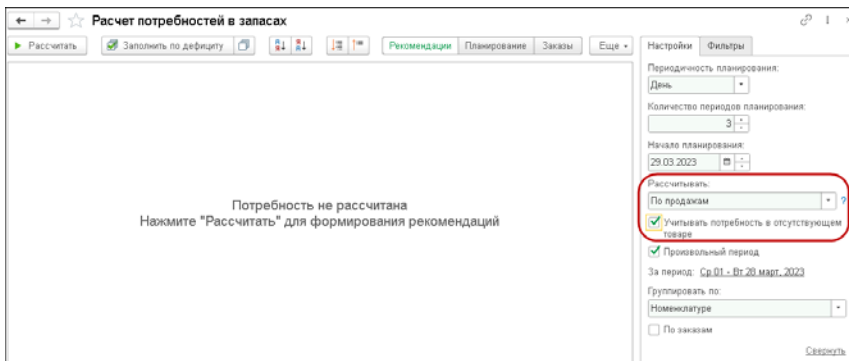 Расчет потребностей в запасах
Рассчитать Заполнить по дефициту Рекомендации Планирование Заказы Еще
Настройки Фильтры
Периодичность планирования:
День
Количество периодов планирования:
3
Начало планирования:
29.03.2023
Рассчитывать:
По продажам ?
Учитывать потребность в отсутствующем
товаре
Произвольный период
За период: Ср 01 - Вт 28 март, 2023
Группировать по:
Номенклатуре
По заказам
Свернуть
Потребность не рассчитана
Нажмите "Рассчитать" для формирования рекомендаций